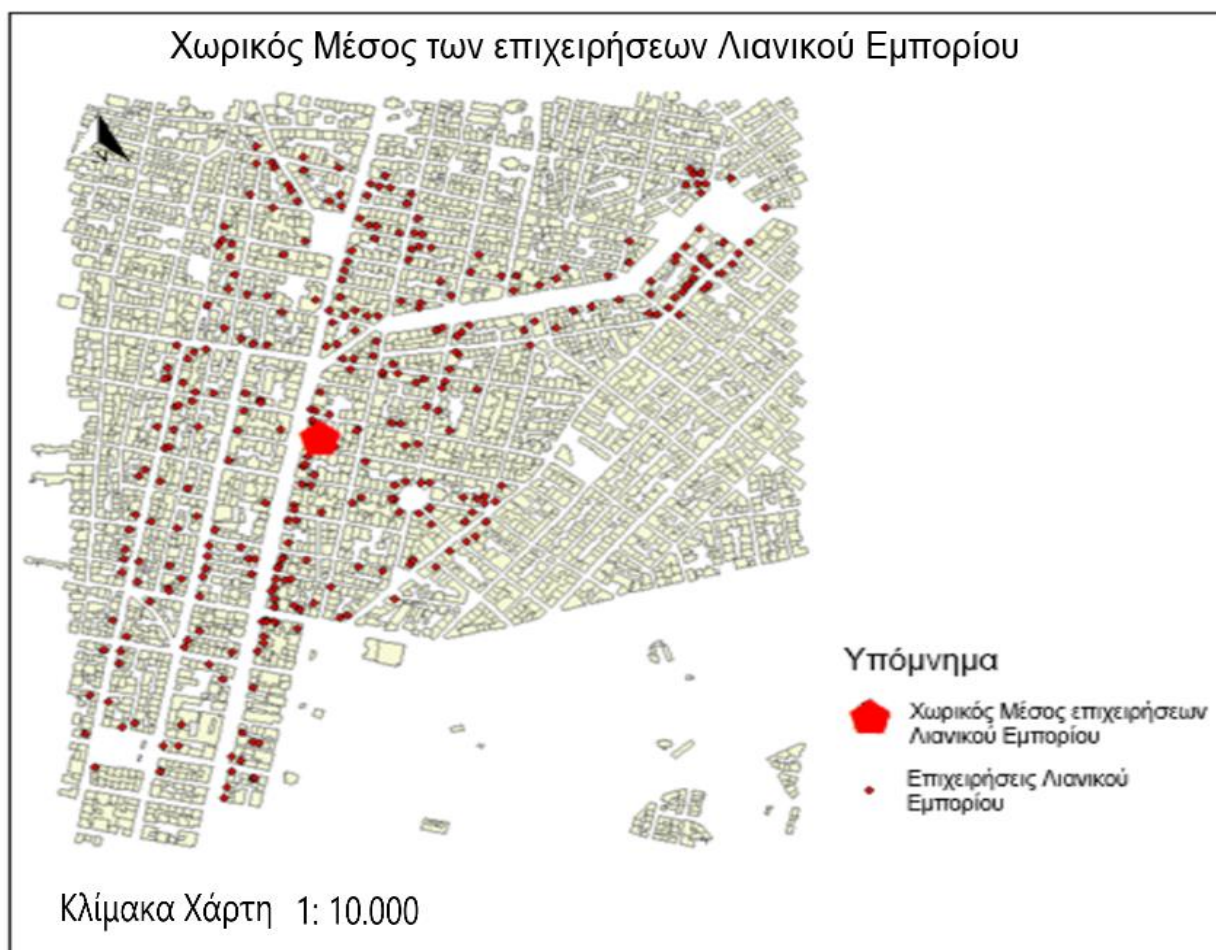 Χωρικός Μέσος των επιχειρήσεων Λιανικού Εμπορίου
Υπόμνημα
Χωρικός Μέσος επιχειρήσεων
Λιανικού Εμπορίου
Επιχειρήσεις Λιανικού
Εμπορίου
Κλίμακα Χάρτη 1: 10.000